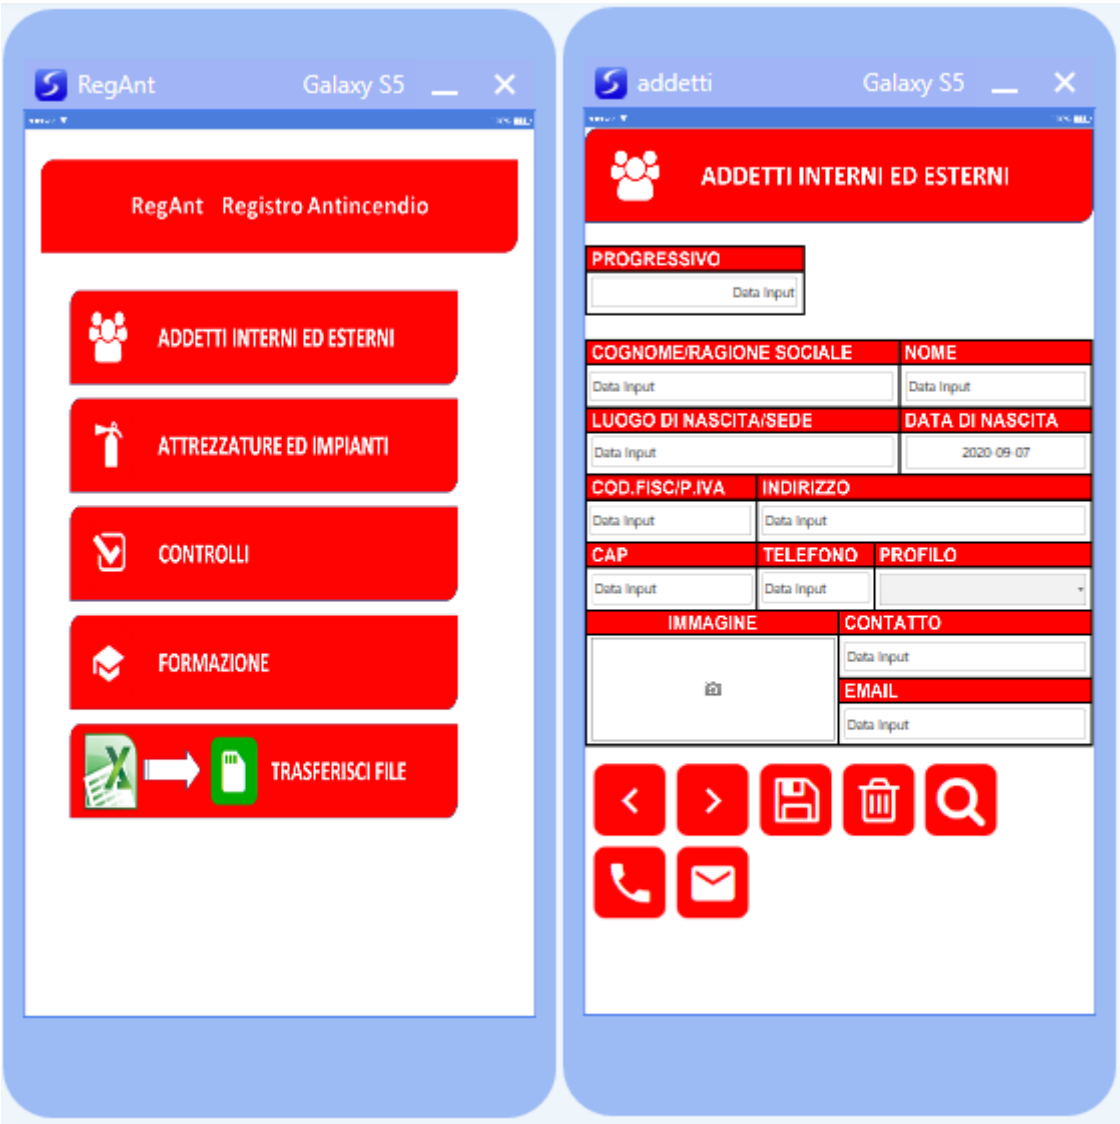 RegAnt Galaxy S5
RegAnt Registro Antincendio
ADDETTI INTERNI ED ESTERNI
ATTREZZATURE ED IMPIANTI
CONTROLLI
FORMAZIONE
TRASFERISCI FILE
addetti Galaxy S5
ADDETTI INTERNI ED ESTERNI
PROGRESSIVO
Data Input
COGNOME/RAGIONE SOCIALE NOME
Data Input Data Input
LUOGO DI NASCITA/SEDE DATA DI NASCITA
Data Input 2020-09-07
COD.FISC/P.IVA INDIRIZZO
Data Input Data Input
CAP TELEFONO PROFILO
Data Input Data Input
IMMAGINE CONTATTO
Data Input
EMAIL
Data Input